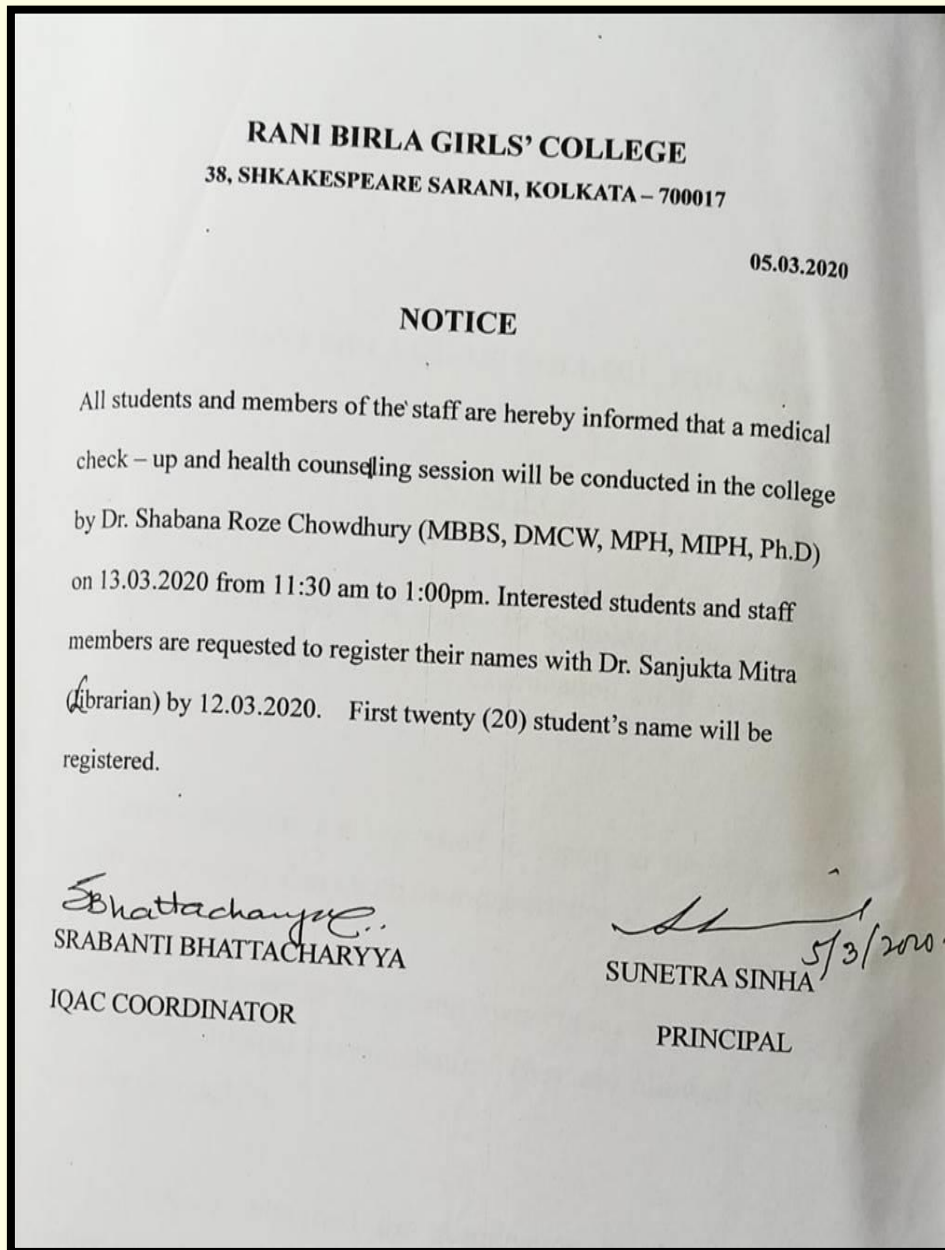 RANI BIRLA GIRLS' COLLEGE
38, SHKAKESPEARE SARANI, KOLKATA – 700017
05.03.2020
NOTICE
All students and members of the staff are hereby informed that a medical
check – up and health counselling session will be conducted in the college
by Dr. Shabana Roze Chowdhury (MBBS, DMCW, MPH, MIPH, Ph.D)
on 13.03.2020 from 11:30 am to 1:00pm. Interested students and staff
members are requested to register their names with Dr. Sanjukta Mitra
(Librarian) by 12.03.2020. First twenty (20) student's name will be
registered.
SBhattacharyya
SRABANTI BHATTACHARYYA
IQAC COORDINATOR
5/3/2020.
SUNETRA SINHA
PRINCIPAL